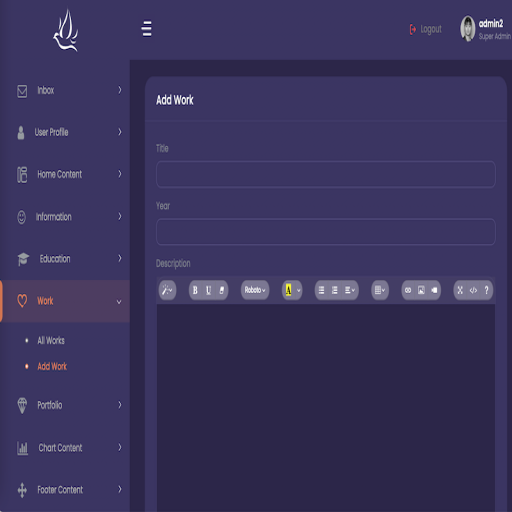 Logout
admin2
Super Admin
Inbox
User Profile
Home Content
Information
Education
Work
All Works
Add Work
Portfolio
Chart Content
Footer Content
Add Work
Title
Year
Description
B U Roboto A </> ?